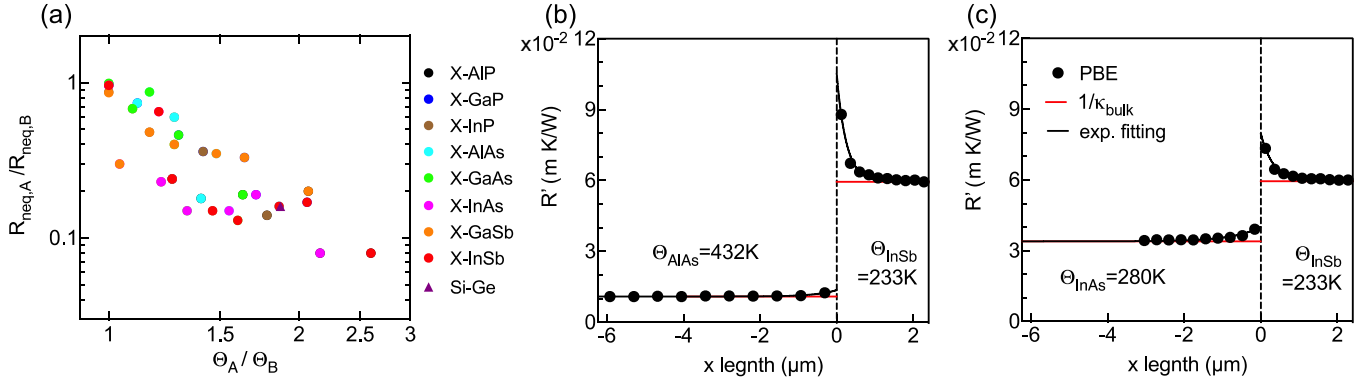 (a)
R_neq,A / R_neq,B
1
0.1
1
1.5
2
2.5
3
Θ_A / Θ_B
X-AlP
X-GaP
X-InP
X-AlAs
X-GaAs
X-InAs
X-GaSb
X-InSb
Si-Ge
(b)
x10⁻²
12
9
6
3
0
R' (m K/W)
Θ_AlAs=432K
Θ_InSb
=233K
-6
-4
-2
0
2
x legnth (μm)
(c)
x10⁻²
12
9
6
3
0
R' (m K/W)
PBE
1/κ_bulk
exp. fitting
Θ_InAs=280K
Θ_InSb
=233K
-6
-4
-2
0
2
x legnth (μm)